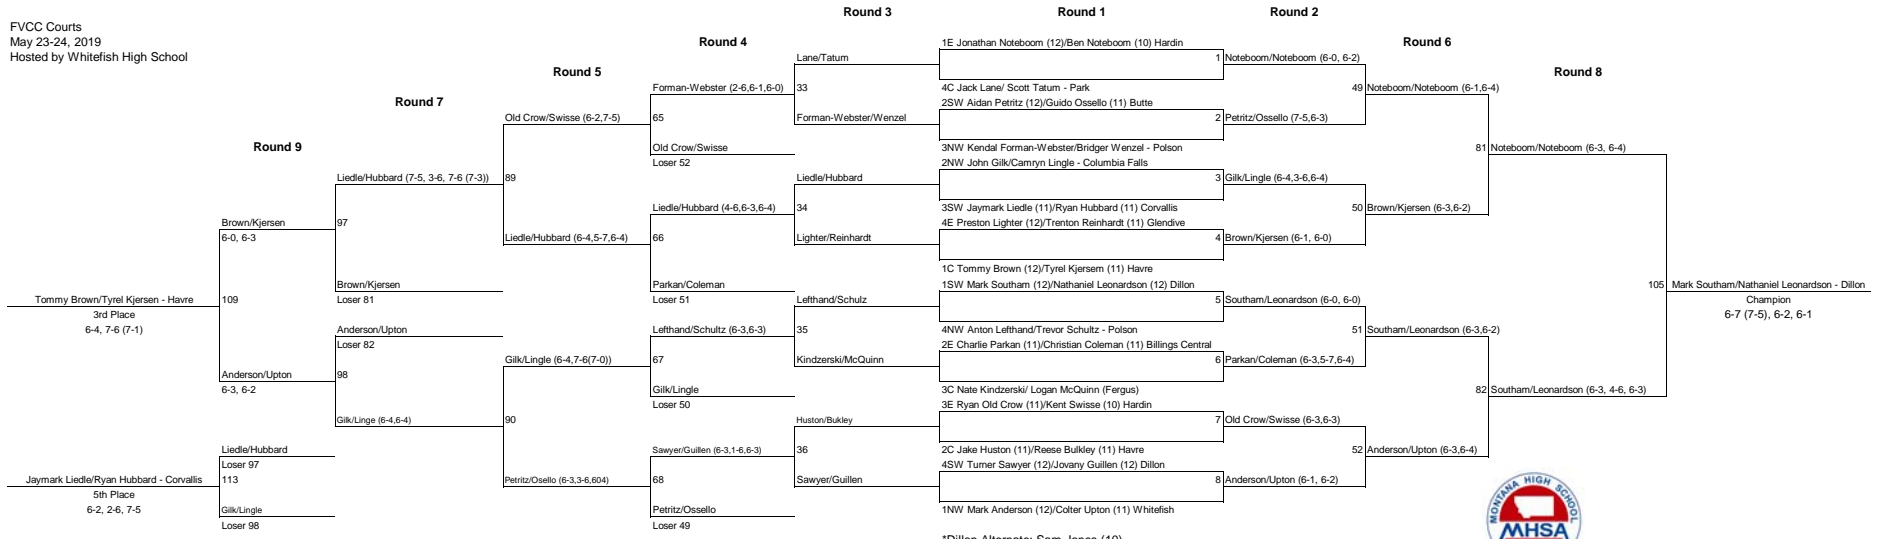 FVCC Courts
May 23-24, 2019
Hosted by Whitefish High School
Round 9
Round 7
Round 5
Round 4
Round 3
Round 1
Round 2
Round 6
Round 8
Tommy Brown/Tyrel Kjersen - Havre
3rd Place
6-4, 7-6 (7-1)
Jaymark Liedle/Ryan Hubbard - Corvallis
5th Place
6-2, 2-6, 7-5
Brown/Kjersen
6-0, 6-3
109
Anderson/Upton
6-3, 6-2
Liedle/Hubbard
Loser 97
113
Gilk/Lingle
Loser 98
Liedle/Hubbard (7-5, 3-6, 7-6 (7-3))
97
Brown/Kjersen
Loser 81
Anderson/Upton
Loser 82
98
Gilk/Linge (6-4,6-4)
Old Crow/Swisse (6-2,7-5)
89
Liedle/Hubbard (6-4,5-7,6-4)
Gilk/Lingle (6-4,7-6(7-0))
90
Petritz/Osello (6-3,3-6,604)
Forman-Webster (2-6,6-1,6-0)
65
Old Crow/Swisse
Loser 52
Liedle/Hubbard (4-6,6-3,6-4)
66
Parkan/Coleman
Loser 51
Lefthand/Schultz (6-3,6-3)
67
Gilk/Lingle
Loser 50
Sawyer/Guillen (6-3,1-6,6-3)
68
Petritz/Ossello
Loser 49
Lane/Tatum
33
Forman-Webster/Wenzel
Liedle/Hubbard
34
Lighter/Reinhardt
Lefthand/Schulz
35
Kindzerski/McQuinn
Huston/Bukley
36
Sawyer/Guillen
1E Jonathan Noteboom (12)/Ben Noteboom (10) Hardin
1
4C Jack Lane/ Scott Tatum - Park
2SW Aidan Petritz (12)/Guido Ossello (11) Butte
2
3NW Kendal Forman-Webster/Bridger Wenzel - Polson
2NW John Gilk/Camryn Lingle - Columbia Falls
3
3SW Jaymark Liedle (11)/Ryan Hubbard (11) Corvallis
4E Preston Lighter (12)/Trenton Reinhardt (11) Glendive
4
1C Tommy Brown (12)/Tyrel Kjersem (11) Havre
1SW Mark Southam (12)/Nathaniel Leonardson (12) Dillon
5
4NW Anton Lefthand/Trevor Schultz - Polson
2E Charlie Parkan (11)/Christian Coleman (11) Billings Central
6
3C Nate Kindzerski/ Logan McQuinn (Fergus)
3E Ryan Old Crow (11)/Kent Swisse (10) Hardin
7
2C Jake Huston (11)/Reese Bulkley (11) Havre
4SW Turner Sawyer (12)/Jovany Guillen (12) Dillon
8
1NW Mark Anderson (12)/Colter Upton (11) Whitefish
*Dillon Alternate: Sam Jones (10)
Noteboom/Noteboom (6-0, 6-2)
49
Petritz/Ossello (7-5,6-3)
Gilk/Lingle (6-4,3-6,6-4)
50
Brown/Kjersen (6-1, 6-0)
Southam/Leonardson (6-0, 6-0)
51
Parkan/Coleman (6-3,5-7,6-4)
Old Crow/Swisse (6-3,6-3)
52
Anderson/Upton (6-1, 6-2)
Noteboom/Noteboom (6-1,6-4)
81
Brown/Kjersen (6-3,6-2)
Southam/Leonardson (6-3,6-2)
82
Anderson/Upton (6-3,6-4)
Noteboom/Noteboom (6-3, 6-4)
105
Southam/Leonardson (6-3, 4-6, 6-3)
Mark Southam/Nathaniel Leonardson - Dillon
Champion
6-7 (7-5), 6-2, 6-1
MONTANA HIGH SCHOOL
MHSA